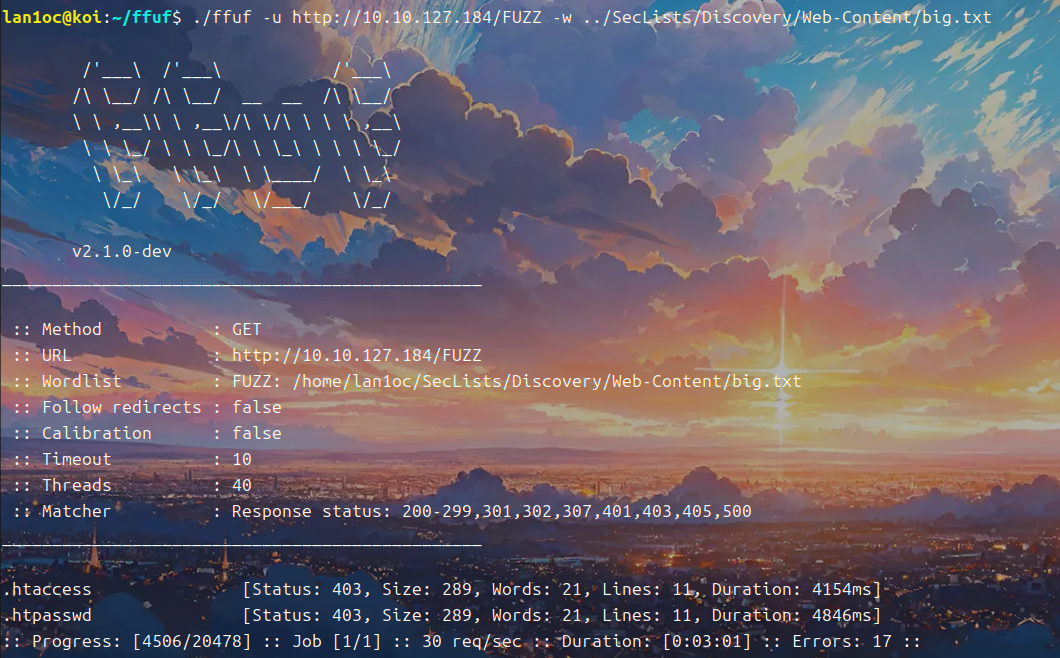 lan1oc@koi:~/ffuf$ ./ffuf -u http://10.10.127.184/FUZZ -w ../SecLists/Discovery/Web-Content/big.txt
        /'___\  /'___\           /'___\
       /\ \__/ /\ \__/  __  __  /\ \__/
       \ \ ,__\\ \ ,__\/\ \/\ \ \ \ ,__\
        \ \ \_/ \ \ \_/\ \ \_\ \ \ \ \_/
         \ \_\   \ \_\  \ \____/  \ \_\
          \/_/    \/_/   \/___/    \/_/
       v2.1.0-dev
________________________________________________
 :: Method           : GET
 :: URL              : http://10.10.127.184/FUZZ
 :: Wordlist         : FUZZ: /home/lan1oc/SecLists/Discovery/Web-Content/big.txt
 :: Follow redirects : false
 :: Calibration      : false
 :: Timeout          : 10
 :: Threads          : 40
 :: Matcher          : Response status: 200-299,301,302,307,401,403,405,500
________________________________________________
.htaccess               [Status: 403, Size: 289, Words: 21, Lines: 11, Duration: 4154ms]
.htpasswd               [Status: 403, Size: 289, Words: 21, Lines: 11, Duration: 4846ms]
:: Progress: [4506/20478] :: Job [1/1] :: 30 req/sec :: Duration: [0:03:01] :: Errors: 17 ::